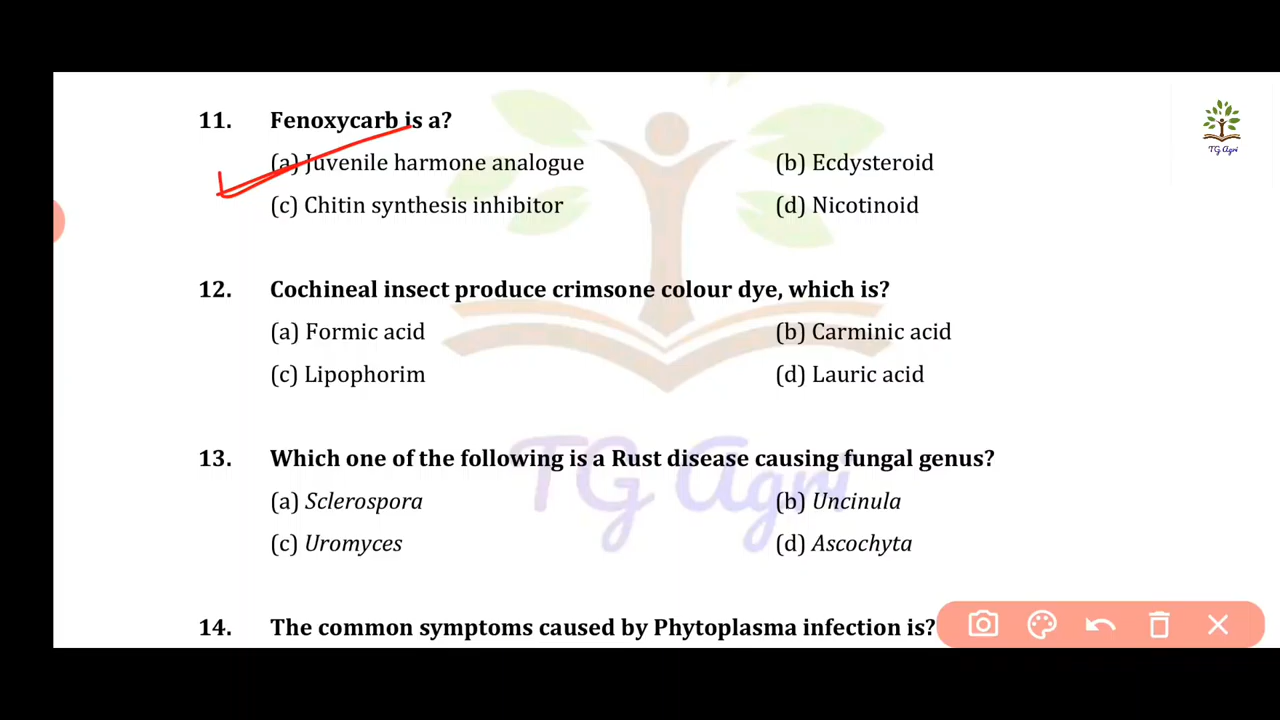 11. Fenoxycarb is a?
(a) Juvenile harmone analogue (b) Ecdysteroid
(c) Chitin synthesis inhibitor (d) Nicotinoid
TG Agri
12. Cochineal insect produce crimsone colour dye, which is?
(a) Formic acid (b) Carminic acid
(c) Lipophorim (d) Lauric acid
13. Which one of the following is a Rust disease causing fungal genus?
TG Agri
(a) Sclerospora (b) Uncinula
(c) Uromyces (d) Ascochyta
14. The common symptoms caused by Phytoplasma infection is?